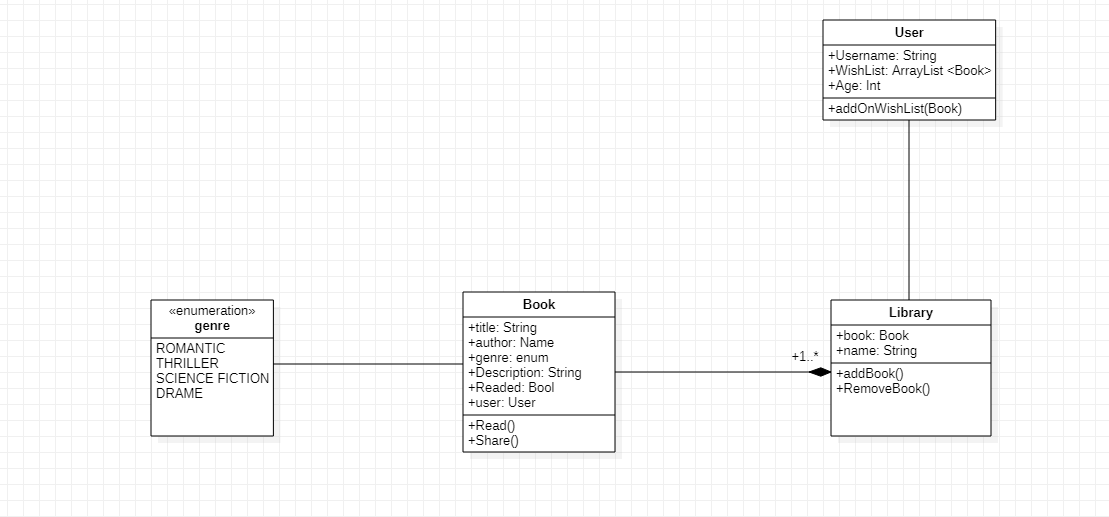 User
+Username: String
+WishList: ArrayList <Book>
+Age: Int
+addOnWishList(Book)
«enumeration»
genre
ROMANTIC
THRILLER
SCIENCE FICTION
DRAME
Book
+title: String
+author: Name
+genre: enum
+Description: String
+Readed: Bool
+user: User
+Read()
+Share()
+1..*
Library
+book: Book
+name: String
+addBook()
+RemoveBook()